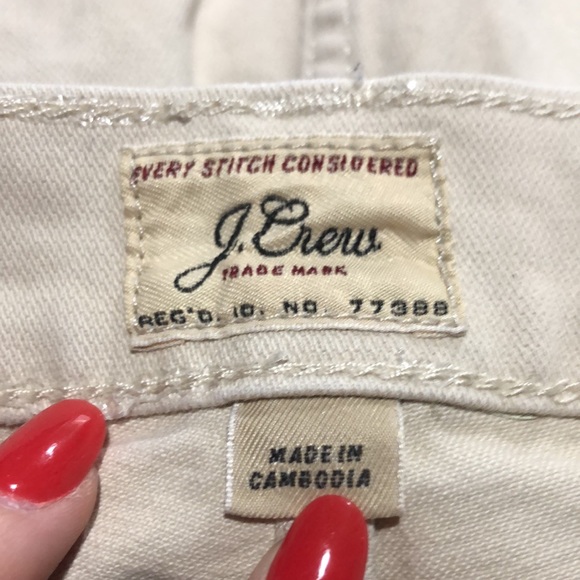 EVERY STITCH CONSIDERED
J.Crew
TRADE MARK
REG'D. ID. NO. 77388
MADE IN
CAMBODIA